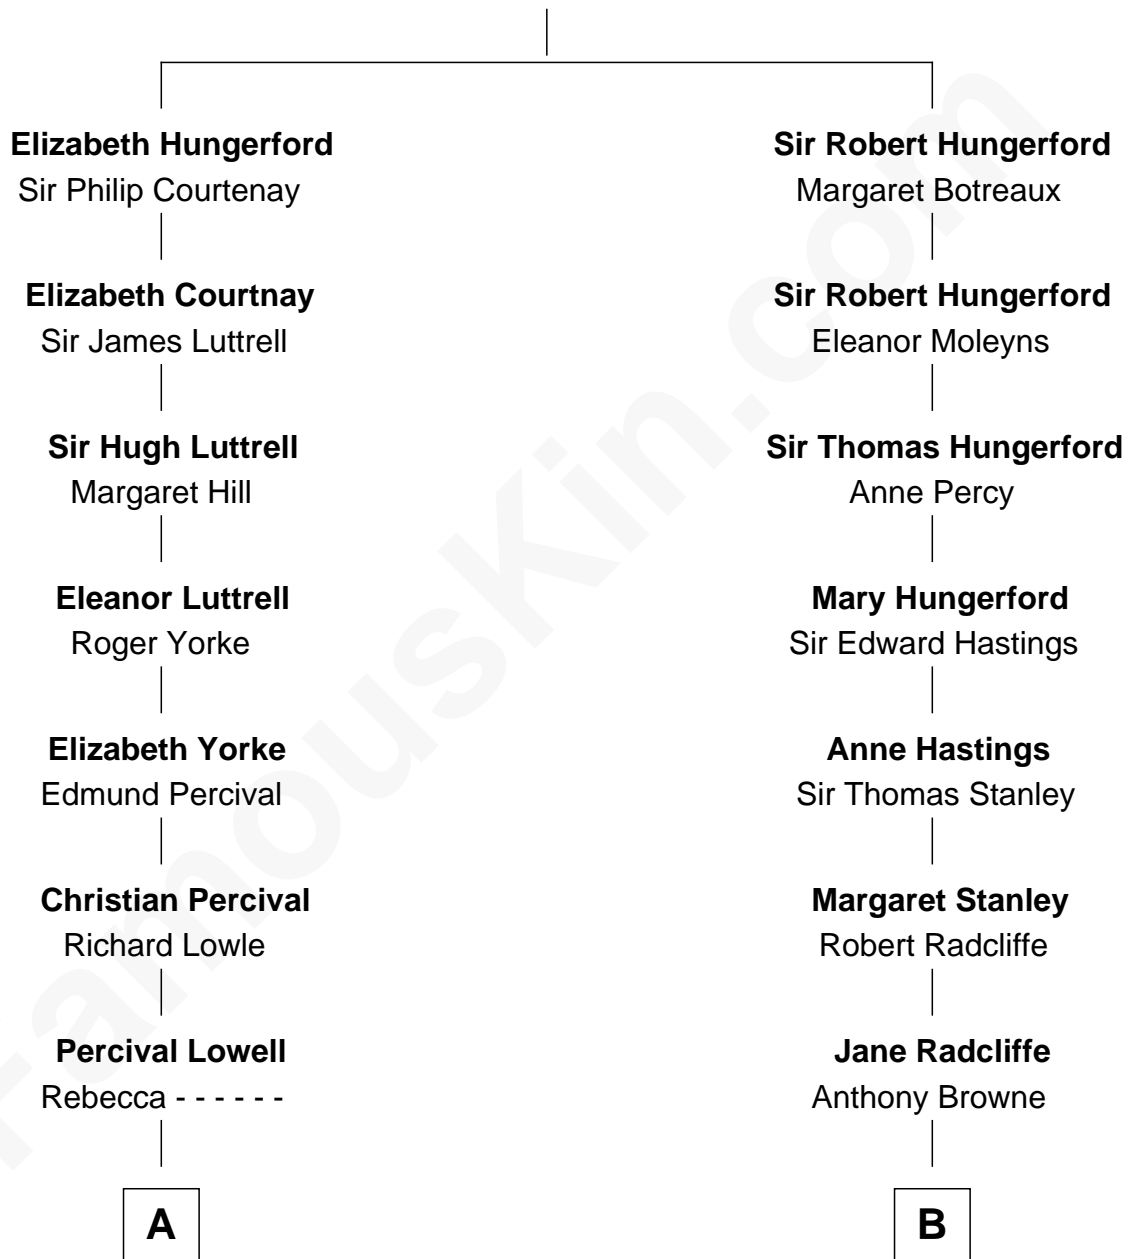 Elizabeth Hungerford
Sir Philip Courtenay
Elizabeth Courtnay
Sir James Luttrell
Sir Hugh Luttrell
Margaret Hill
Eleanor Luttrell
Roger Yorke
Elizabeth Yorke
Edmund Percival
Christian Percival
Richard Lowle
Percival Lowell
Rebecca - - - - - -
A
Sir Robert Hungerford
Margaret Botreaux
Sir Robert Hungerford
Eleanor Moleyns
Sir Thomas Hungerford
Anne Percy
Mary Hungerford
Sir Edward Hastings
Anne Hastings
Sir Thomas Stanley
Margaret Stanley
Robert Radcliffe
Jane Radcliffe
Anthony Browne
B
FamousKin.com